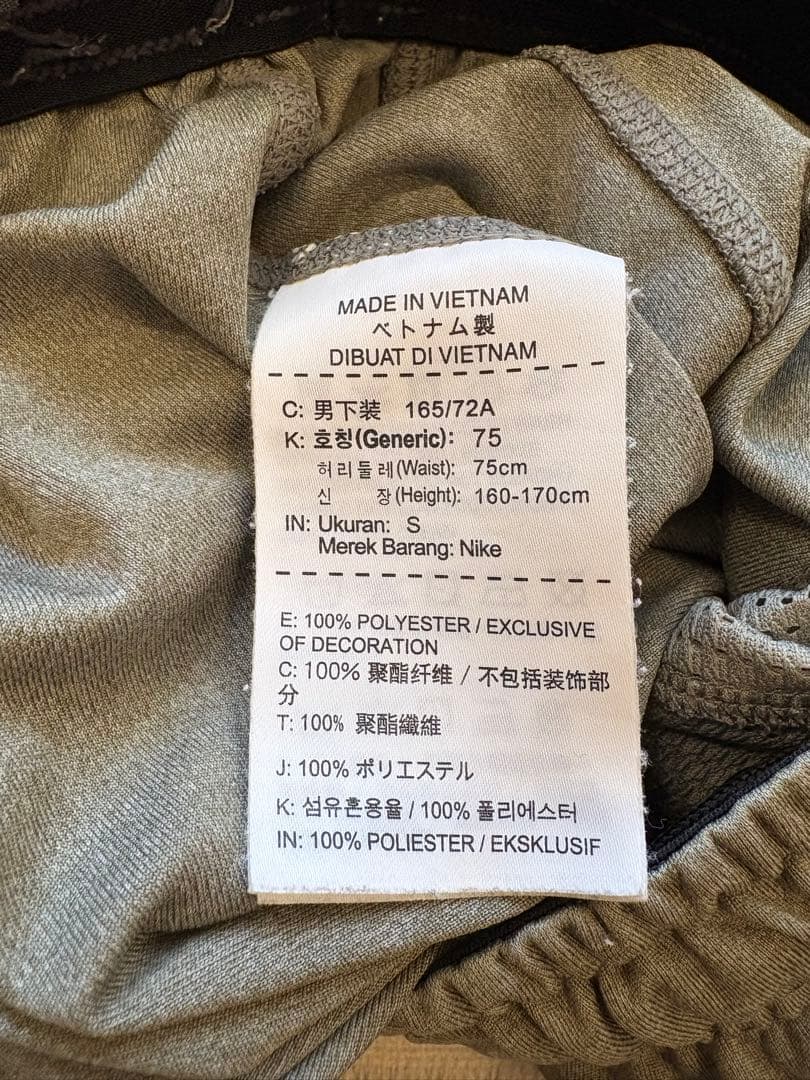 MADE IN VIETNAM
ベトナム製
DIBUAT DI VIETNAM
C: 男下装 165/72A
K: 호칭(Generic): 75
허리둘레(Waist): 75cm
신 장(Height): 160-170cm
IN: Ukuran: S
Merek Barang: Nike
E: 100% POLYESTER / EXCLUSIVE
OF DECORATION
C: 100% 聚酯纤维 / 不包括装饰部
分
T: 100% 聚酯纖維
J: 100% ポリエステル
K: 섬유혼용율 / 100% 폴리에스터
IN: 100% POLIESTER / EKSKLUSIF